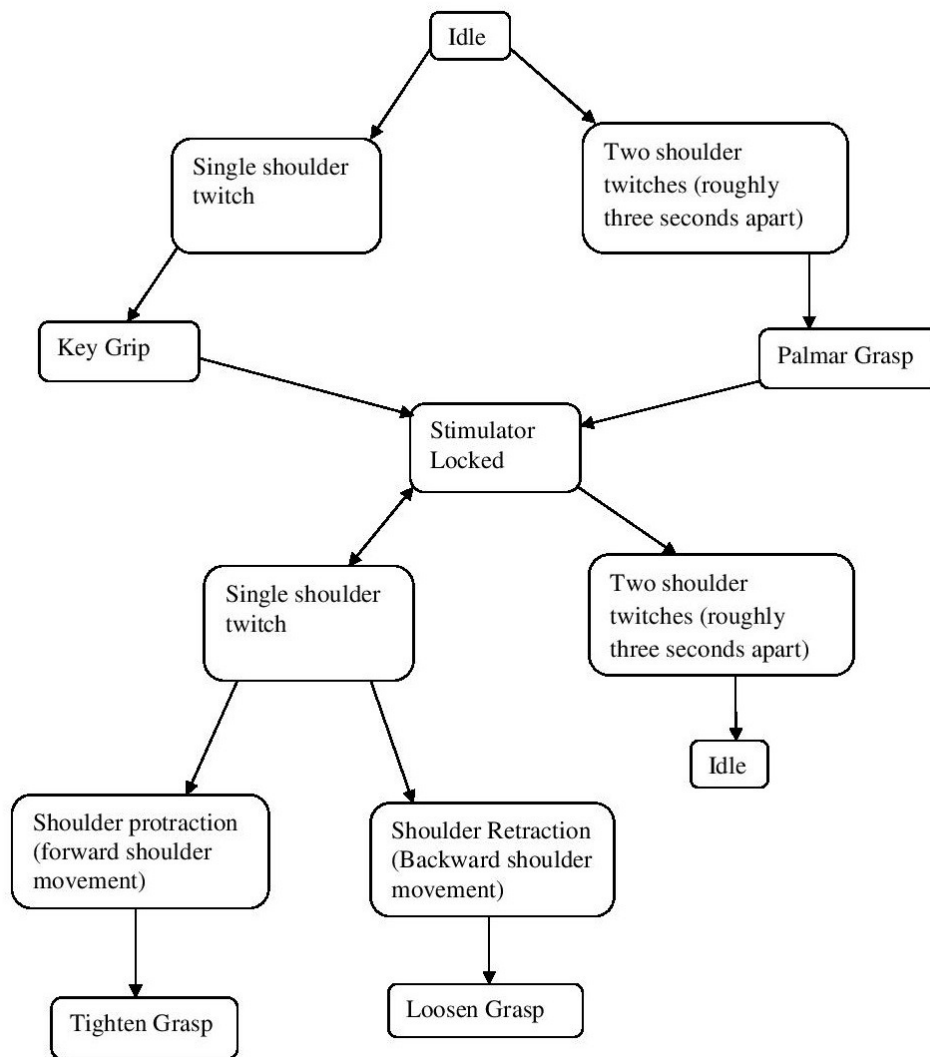 Idle
Single shoulder
twitch
Two shoulder
twitches (roughly
three seconds apart)
Key Grip
Palmar Grasp
Stimulator
Locked
Single shoulder
twitch
Two shoulder
twitches (roughly
three seconds apart)
Idle
Shoulder protraction
(forward shoulder
movement)
Shoulder Retraction
(Backward shoulder
movement)
Tighten Grasp
Loosen Grasp